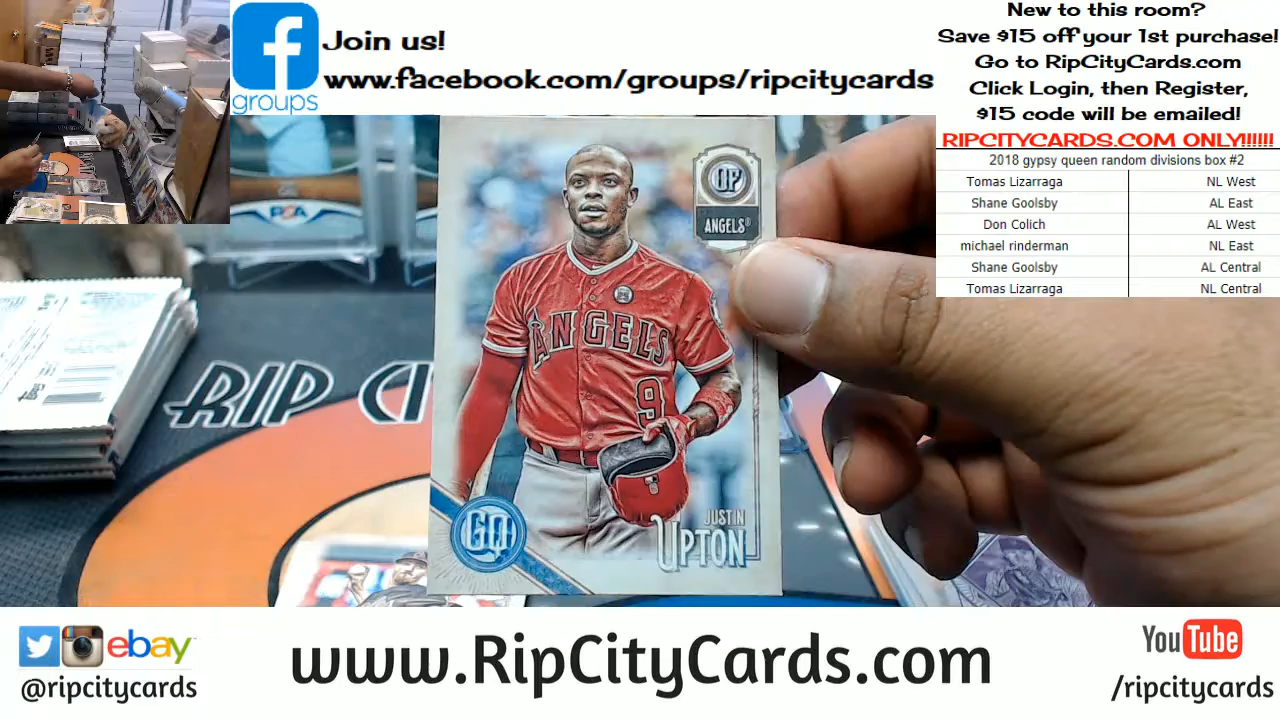 Join us!
www.facebook.com/groups/ripcitycards
groups
New to this room?
Save $15 off your 1st purchase!
Go to RipCityCards.com
Click Login, then Register,
$15 code will be emailed!
RIPCITYCARDS.COM ONLY!!!!!!
2018 gypsy queen random divisions box #2
Tomas Lizarraga NL West
Shane Goolsby AL East
Don Colich AL West
michael rinderman NL East
Shane Goolsby AL Central
Tomas Lizarraga NL Central
PSA
ANGELS
RIP CI
ANGELS
9
GQ
JUSTIN
UPTON
ebay
@ripcitycards
www.RipCityCards.com
YouTube
/ripcitycards